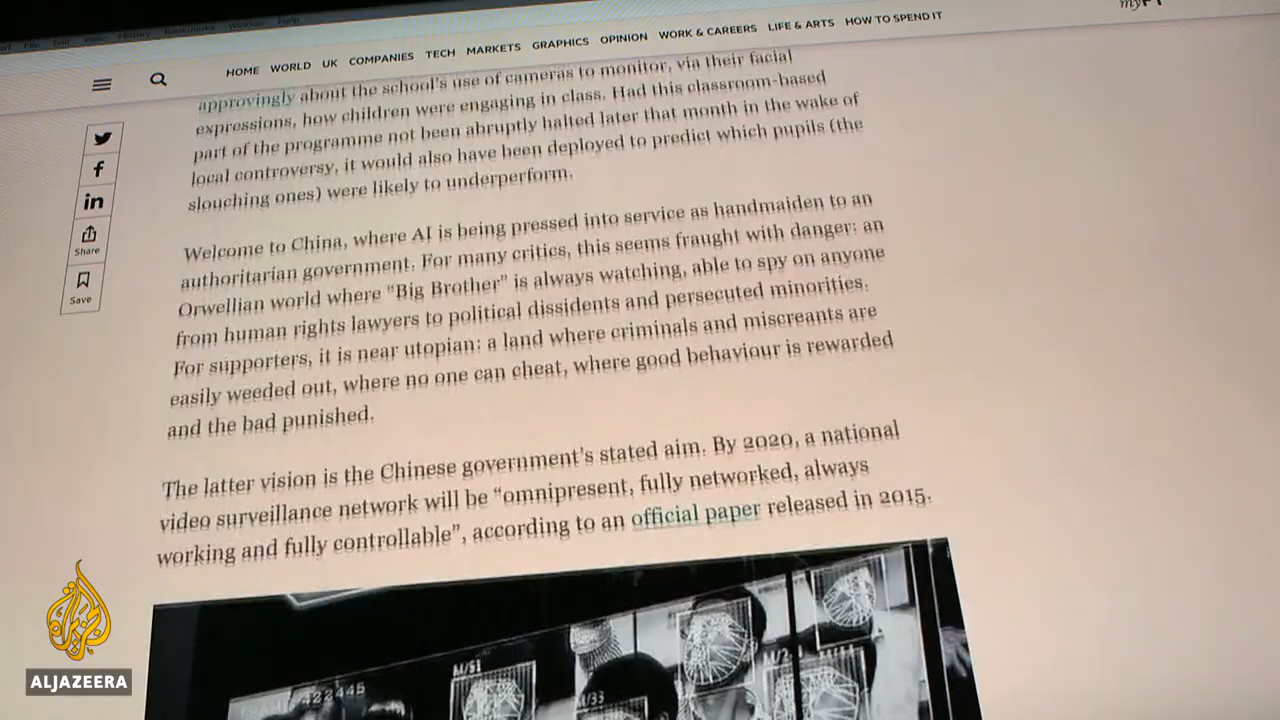 File Edit View History Bookmarks Window Help
HOME WORLD UK COMPANIES TECH MARKETS GRAPHICS OPINION WORK & CAREERS LIFE & ARTS HOW TO SPEND IT
myFT
approvingly about the school's use of cameras to monitor, via their facial
expressions, how children were engaging in class. Had this classroom-based
part of the programme not been abruptly halted later that month in the wake of
local controversy, it would also have been deployed to predict which pupils (the
slouching ones) were likely to underperform.
Share
Save
Welcome to China, where AI is being pressed into service as handmaiden to an
authoritarian government. For many critics, this seems fraught with danger: an
Orwellian world where “Big Brother” is always watching, able to spy on anyone
from human rights lawyers to political dissidents and persecuted minorities.
For supporters, it is near utopian: a land where criminals and miscreants are
easily weeded out, where no one can cheat, where good behaviour is rewarded
and the bad punished.
The latter vision is the Chinese government’s stated aim. By 2020, a national
video surveillance network will be “omnipresent, fully networked, always
working and fully controllable”, according to an official paper released in 2015.
ALJAZEERA